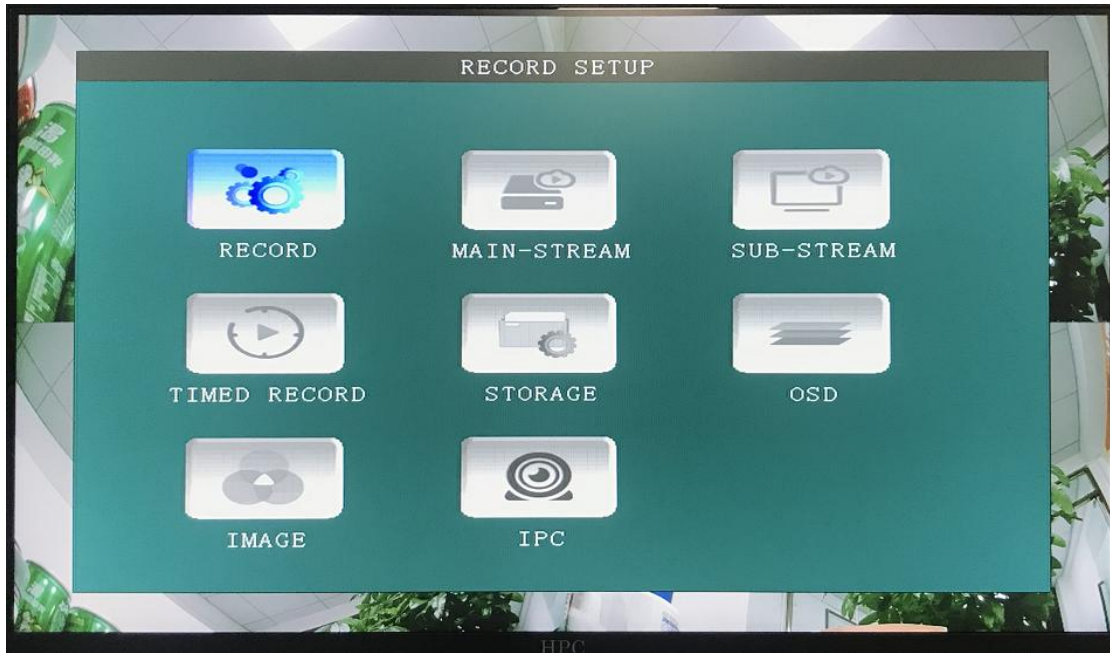 RECORD SETUP
RECORD
MAIN-STREAM
SUB-STREAM
TIMED RECORD
STORAGE
OSD
IMAGE
IPC
HPC